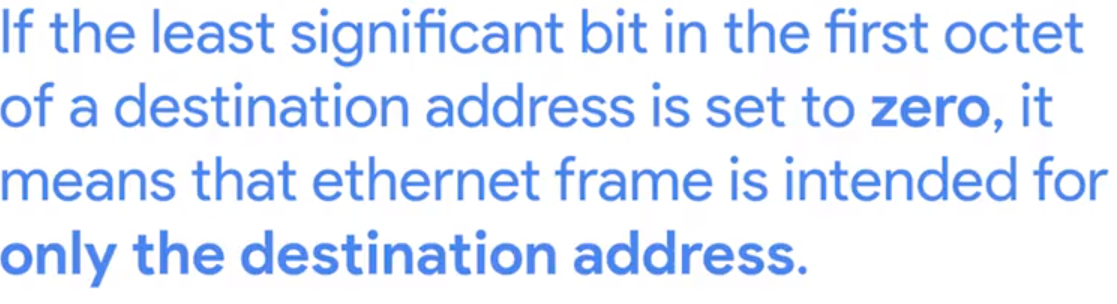 If the least significant bit in the first octet
of a destination address is set to zero, it
means that ethernet frame is intended for
only the destination address.